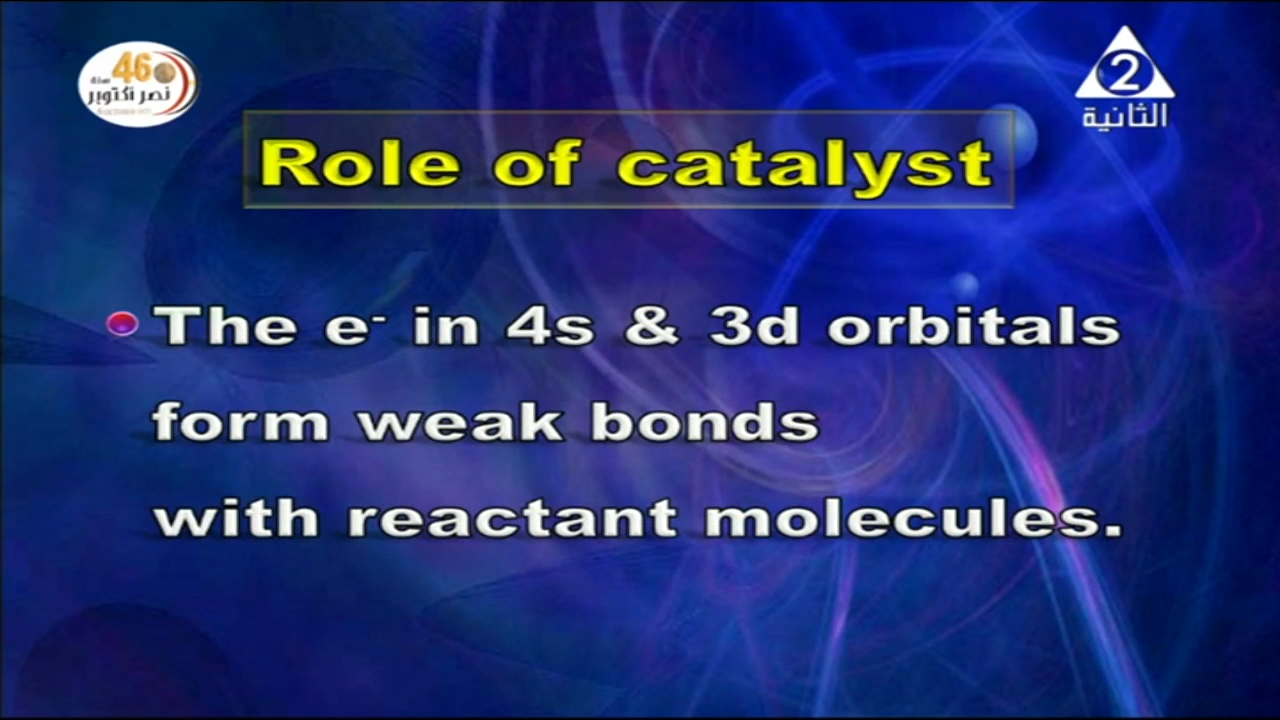 46
سنة
نصر أكتوبر
2
الثانية
Role of catalyst
The e- in 4s & 3d orbitals
form weak bonds
with reactant molecules.